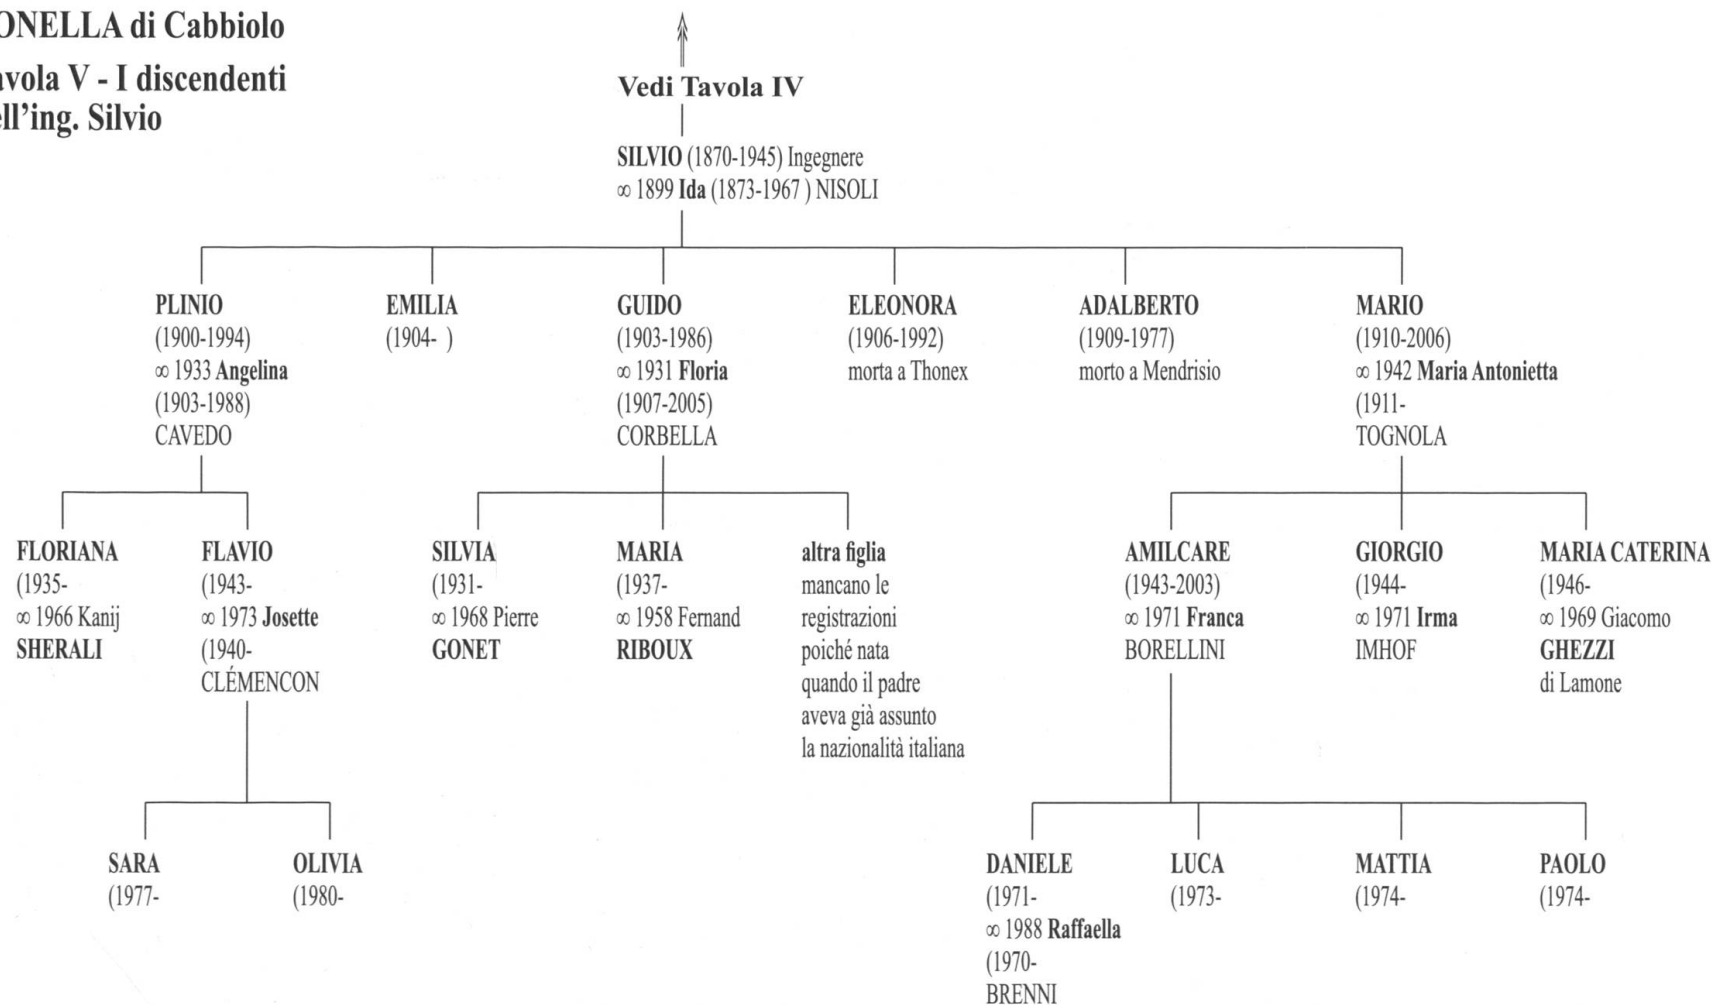 ONELLA di Cabbiolo
avola V - I discendenti
ell'ing. Silvio
Vedi Tavola IV
SILVIO (1870-1945) Ingegnere
∞ 1899 Ida (1873-1967 ) NISOLI
PLINIO
(1900-1994)
∞ 1933 Angelina
(1903-1988)
CAVEDO
EMILIA
(1904- )
GUIDO
(1903-1986)
∞ 1931 Floria
(1907-2005)
CORBELLA
ELEONORA
(1906-1992)
morta a Thonex
ADALBERTO
(1909-1977)
morto a Mendrisio
MARIO
(1910-2006)
∞ 1942 Maria Antonietta
(1911-
TOGNOLA
FLORIANA
(1935-
∞ 1966 Kanij
SHERALI
FLAVIO
(1943-
∞ 1973 Josette
(1940-
CLÉMENCON
SILVIA
(1931-
∞ 1968 Pierre
GONET
MARIA
(1937-
∞ 1958 Fernand
RIBOUX
altra figlia
mancano le
registrazioni
poiché nata
quando il padre
aveva già assunto
la nazionalità italiana
AMILCARE
(1943-2003)
∞ 1971 Franca
BORELLINI
GIORGIO
(1944-
∞ 1971 Irma
IMHOF
MARIA CATERINA
(1946-
∞ 1969 Giacomo
GHEZZI
di Lamone
SARA
(1977-
OLIVIA
(1980-
DANIELE
(1971-
∞ 1988 Raffaella
(1970-
BRENNI
LUCA
(1973-
MATTIA
(1974-
PAOLO
(1974-